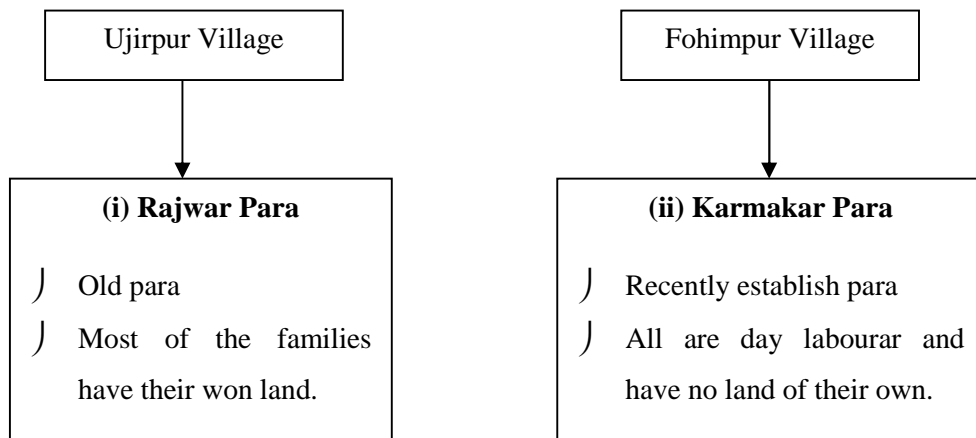 Ujirpur Village
Fohimpur Village
(i) Rajwar Para
Old para
Most of the families
have their won land.
(ii) Karmakar Para
Recently establish para
All are day labourar and
have no land of their own.